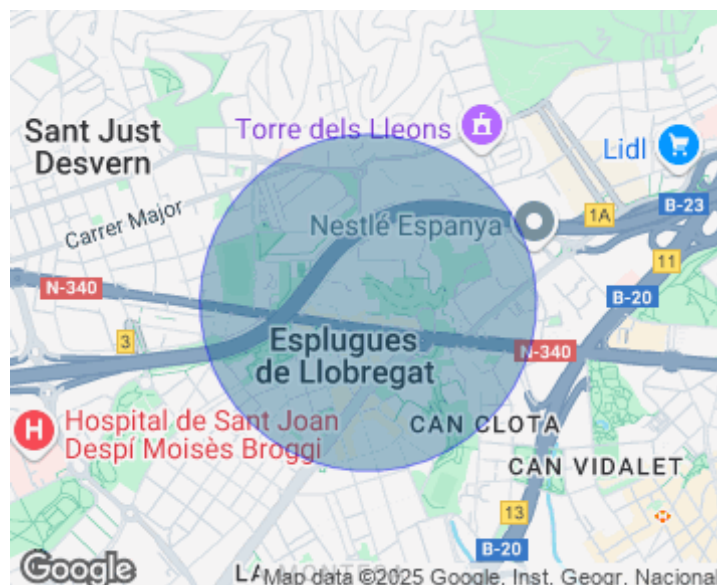 Sant Just
Desvern
Torre dels Lleons
Lidl
Carrer Major
Nestlé Espanya
1A
B-23
11
N-340
B-20
3
Esplugues
de Llobregat
N-340
Hospital de Sant Joan
Despí Moisès Broggi
H
CAN CLOTA
CAN VIDALET
13
B-20
Google
Map data ©2025 Google, Inst. Geogr. Nacional